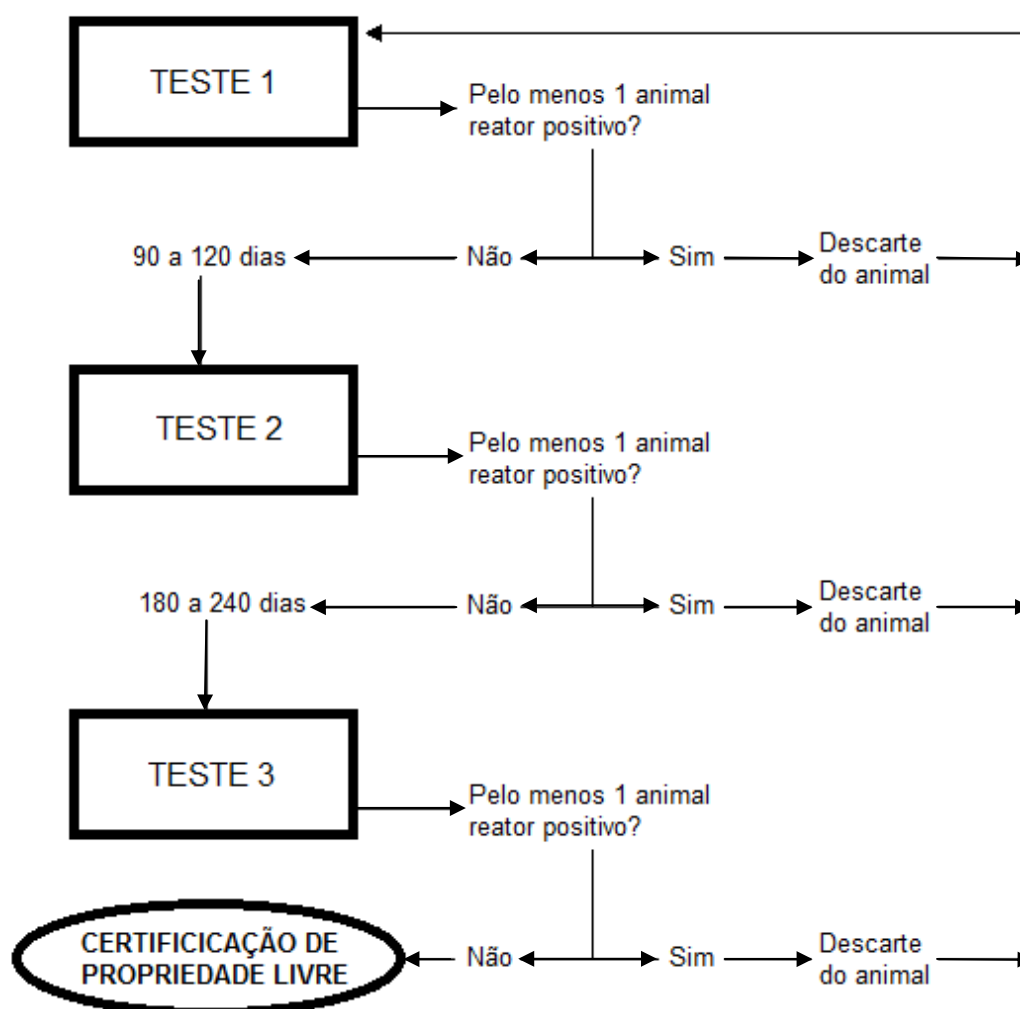 TESTE 1
Pelo menos 1 animal
reator positivo?
90 a 120 dias
Não
Sim
Descarte
do animal
TESTE 2
Pelo menos 1 animal
reator positivo?
180 a 240 dias
Não
Sim
Descarte
do animal
TESTE 3
Pelo menos 1 animal
reator positivo?
CERTIFICICAÇÃO DE
PROPRIEDADE LIVRE
Não
Sim
Descarte
do animal